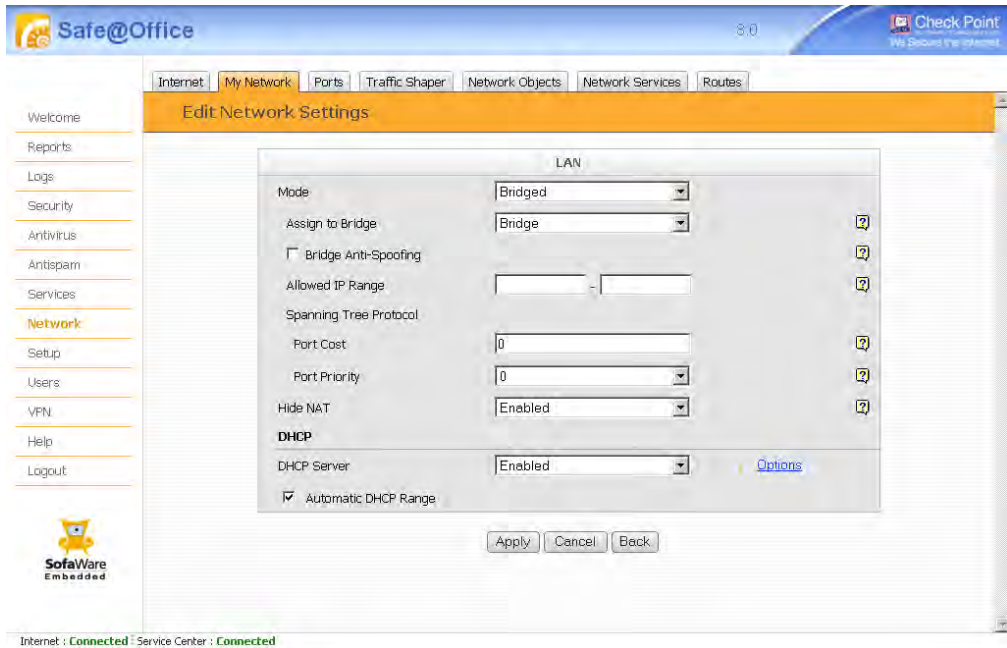 Safe@Office
8.0
Check Point
We Secure the Internet
Internet
My Network
Ports
Traffic Shaper
Network Objects
Network Services
Routes
Edit Network Settings
Welcome
Reports
Logs
Security
Antivirus
Antispam
Services
Network
Setup
Users
VPN
Help
Logout
SofaWare
Embedded
LAN
Mode
Bridged
Assign to Bridge
Bridge
?
Bridge Anti-Spoofing
?
Allowed IP Range
-
?
Spanning Tree Protocol
Port Cost
0
?
Port Priority
0
?
Hide NAT
Enabled
?
DHCP
DHCP Server
Enabled
Options
Automatic DHCP Range
Apply
Cancel
Back
Internet : Connected Service Center : Connected